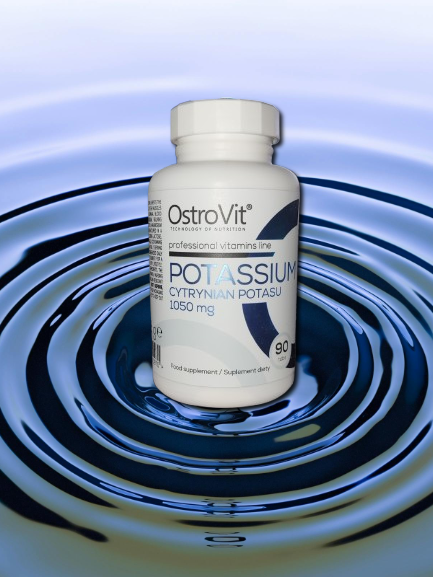 OstroVit®
TECHNOLOGY OF NUTRITION
professional vitamins line
POTASSIUM
CYTRYNIAN POTASU
1050 mg
90
Food supplement / Suplement diety